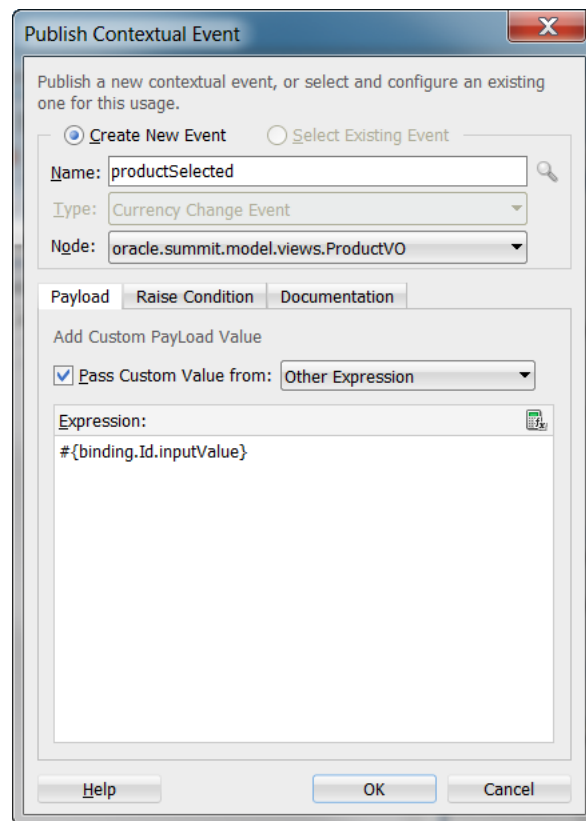 Publish Contextual Event
Publish a new contextual event, or select and configure an existing
one for this usage.
Create New Event Select Existing Event
Name: productSelected
Type: Currency Change Event
Node: oracle.summit.model.views.ProductVO
Payload Raise Condition Documentation
Add Custom PayLoad Value
Pass Custom Value from: Other Expression
Expression:
#{binding.Id.inputValue}
Help OK Cancel